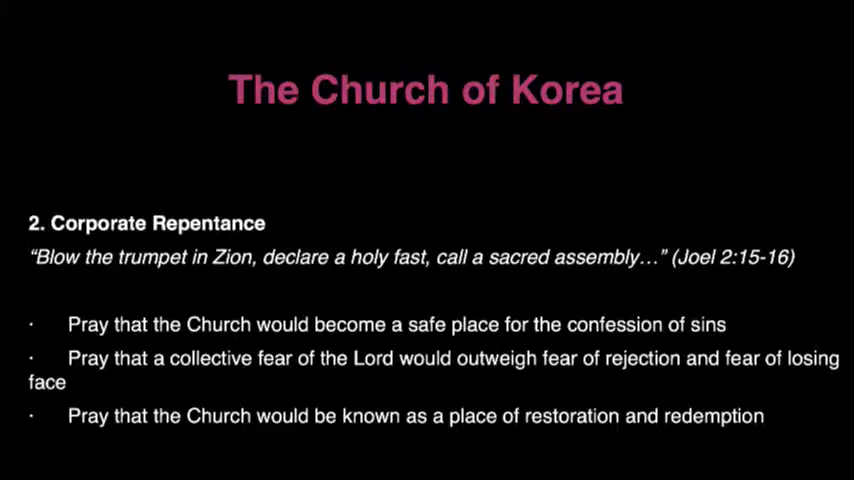 The Church of Korea
2. Corporate Repentance
“Blow the trumpet in Zion, declare a holy fast, call a sacred assembly…” (Joel 2:15-16)
· Pray that the Church would become a safe place for the confession of sins
· Pray that a collective fear of the Lord would outweigh fear of rejection and fear of losing
face
· Pray that the Church would be known as a place of restoration and redemption